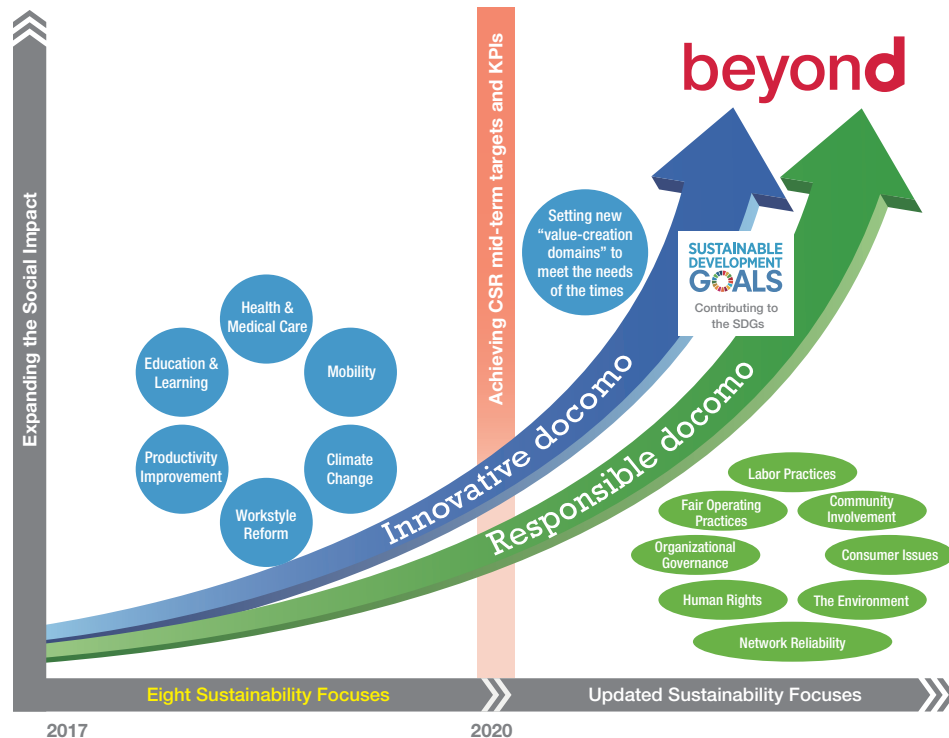 beyond
Expanding the Social Impact
Achieving CSR mid-term targets and KPIs
Setting new
“value-creation
domains” to
meet the needs
of the times
SUSTAINABLE
DEVELOPMENT
GOALS
Contributing to
the SDGs
Health &
Medical Care
Education &
Learning
Mobility
Productivity
Improvement
Climate
Change
Workstyle
Reform
Innovative docomo
Responsible docomo
Labor Practices
Fair Operating
Practices
Community
Involvement
Organizational
Governance
Consumer Issues
Human Rights
The Environment
Network Reliability
Eight Sustainability Focuses
Updated Sustainability Focuses
2017
2020